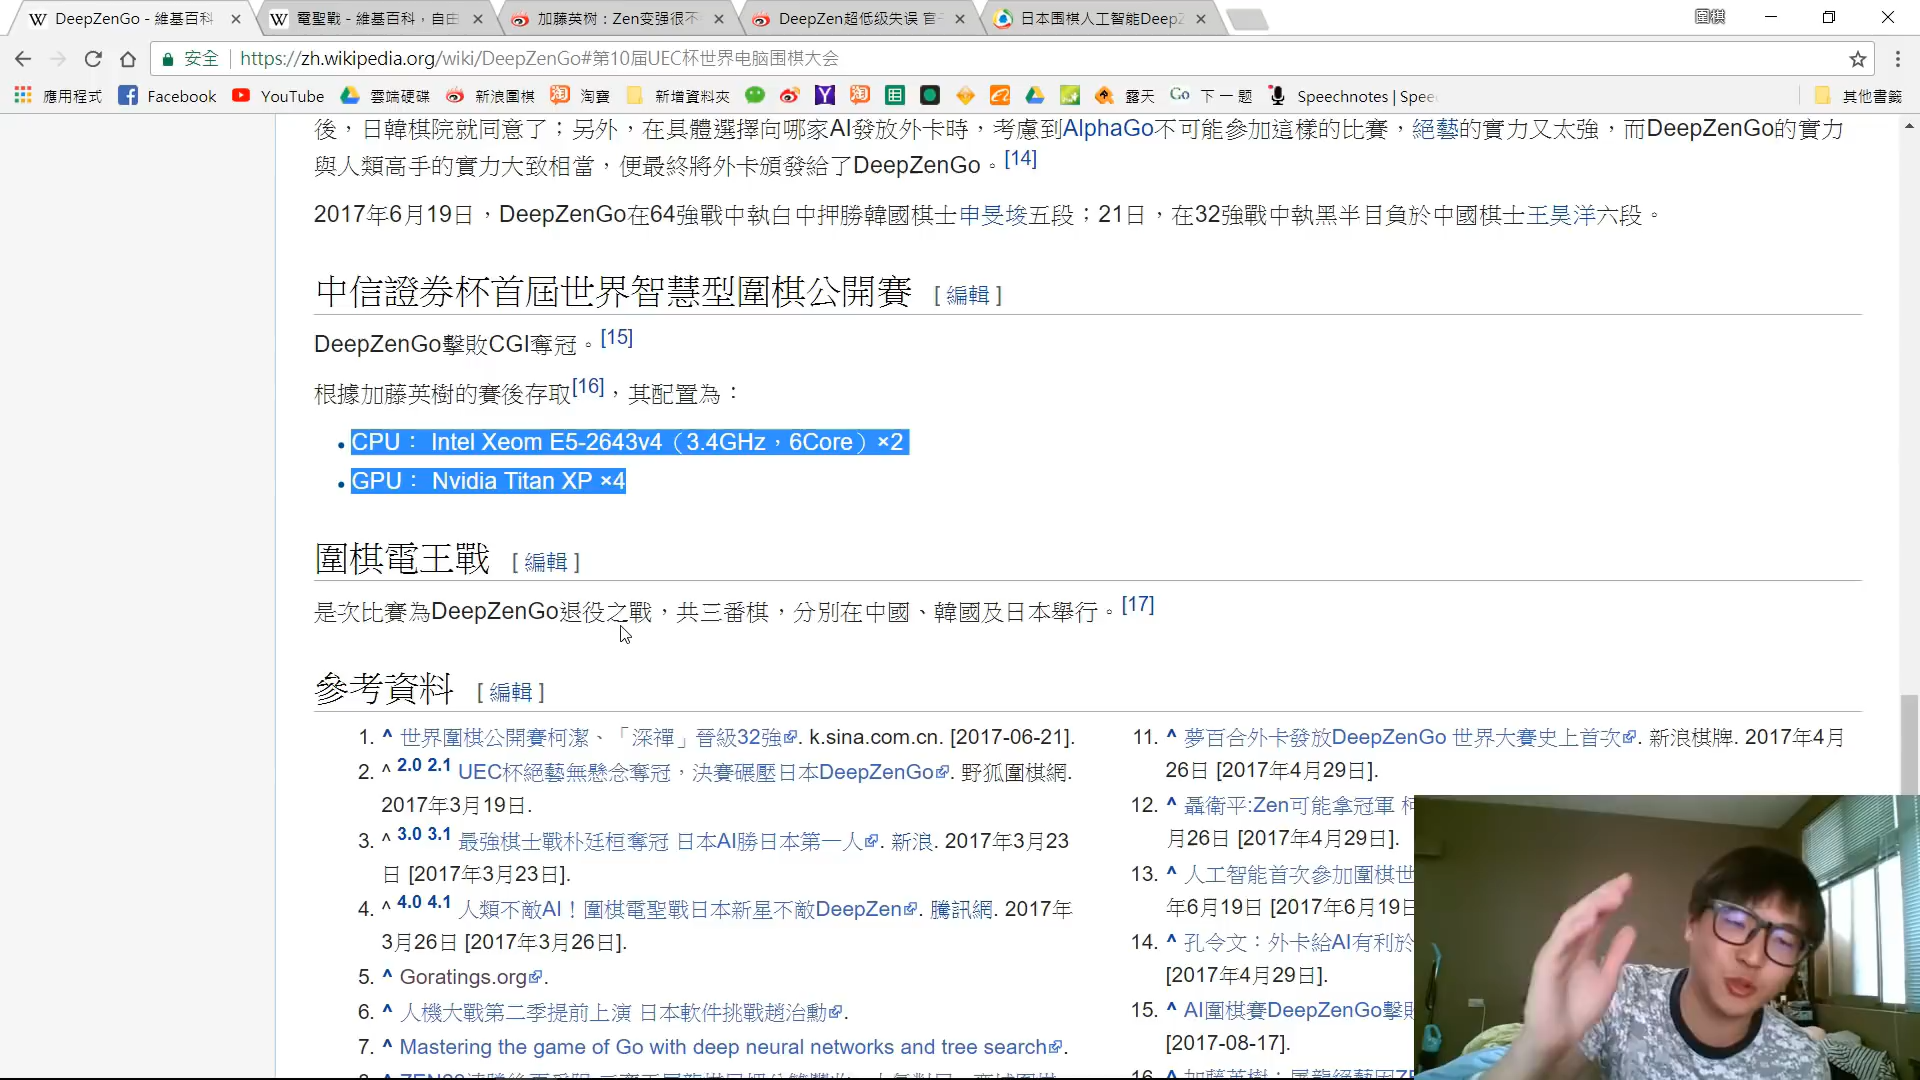 DeepZenGo - 維基百科
電聖戰 - 維基百科，自由
加藤英树：Zen变强很不
DeepZen超低级失误 官
日本围棋人工智能DeepZ
圍棋
安全
https://zh.wikipedia.org/wiki/DeepZenGo#第10届UEC杯世界电脑围棋大会
應用程式 Facebook YouTube 雲端硬碟 新浪圍棋 淘寶 新增資料夾 露天 Go 下一題 Speechnotes | Spee 其他書籤
後，日韓棋院就同意了；另外，在具體選擇向哪家AI發放外卡時，考慮到AlphaGo不可能參加這樣的比賽，絕藝的實力又太強，而DeepZenGo的實力
與人類高手的實力大致相當，便最終將外卡頒發給了DeepZenGo。[14]
2017年6月19日，DeepZenGo在64強戰中執白中押勝韓國棋士申旻埈五段；21日，在32強戰中執黑半目負於中國棋士王昊洋六段。
中信證券杯首屆世界智慧型圍棋公開賽 [ 編輯 ]
DeepZenGo擊敗CGI奪冠。[15]
根據加藤英樹的賽後存取[16]，其配置為：
•CPU： Intel Xeom E5-2643v4（3.4GHz，6Core）×2
•GPU： Nvidia Titan XP ×4
圍棋電王戰 [ 編輯 ]
是次比賽為DeepZenGo退役之戰，共三番棋，分別在中國、韓國及日本舉行。[17]
參考資料 [ 編輯 ]
1. ^ 世界圍棋公開賽柯潔、「深禪」晉級32強. k.sina.com.cn. [2017-06-21].
2. ^ 2.0 2.1 UEC杯絕藝無懸念奪冠，決賽碾壓日本DeepZenGo. 野狐圍棋網.
2017年3月19日.
3. ^ 3.0 3.1 最強棋士戰朴廷桓奪冠 日本AI勝日本第一人. 新浪. 2017年3月23
日 [2017年3月23日].
4. ^ 4.0 4.1 人類不敵AI！圍棋電聖戰日本新星不敵DeepZen. 騰訊網. 2017年
3月26日 [2017年3月26日].
5. ^ Goratings.org.
6. ^ 人機大戰第二季提前上演 日本軟件挑戰趙治勳.
7. ^ Mastering the game of Go with deep neural networks and tree search.
11. ^ 夢百合外卡發放DeepZenGo 世界大賽史上首次. 新浪棋牌. 2017年4月
26日 [2017年4月29日].
12. ^ 聶衛平:Zen可能拿冠軍
月26日 [2017年4月29日].
13. ^ 人工智能首次參加圍棋世
年6月19日 [2017年6月19日
14. ^ 孔令文：外卡給AI有利於
[2017年4月29日].
15. ^ AI圍棋賽DeepZenGo擊
[2017-08-17].